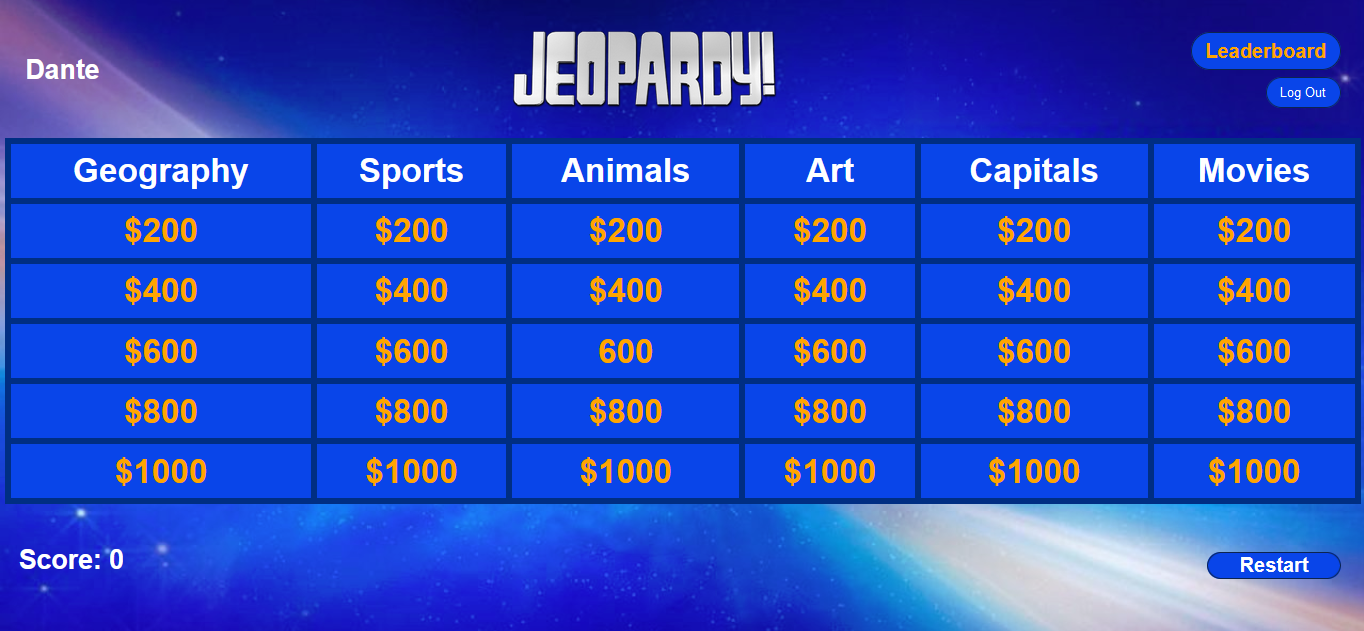 Dante
JEOPARDY!
Leaderboard
Log Out
Geography Sports Animals Art Capitals Movies
$200 $200 $200 $200 $200 $200
$400 $400 $400 $400 $400 $400
$600 $600 600 $600 $600 $600
$800 $800 $800 $800 $800 $800
$1000 $1000 $1000 $1000 $1000 $1000
Score: 0
Restart